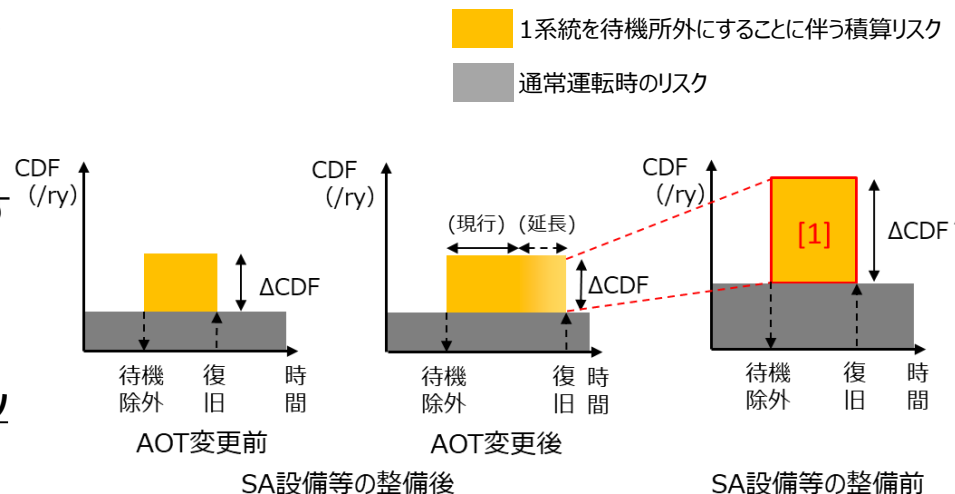 1系統を待機所外にすることに伴う積算リスク
通常運転時のリスク
CDF
(/ry)
ΔCDF
待機
除外
復
旧
時
間
AOT変更前
CDF
(/ry)
(現行)
(延長)
ΔCDF
待機
除外
復
旧
時
間
AOT変更後
SA設備等の整備後
CDF
(/ry)
[1]
ΔCDF
待機
除外
復
旧
時
間
SA設備等の整備前